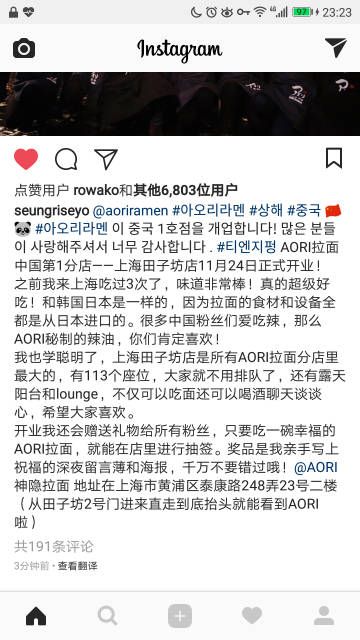 97 23:23
Instagram
点赞用户 rowako和其他6,803位用户
seungriseyo @aoriramen #아오리라멘 #상해 #중국 🇨🇳
🐼 #아오리라멘 이 중국 1호점을 개업합니다! 많은 분들
이 사랑해주셔서 너무 감사합니다 . #티엔지펑 AORI拉面
中国第1分店——上海田子坊店11月24日正式开业！
之前我来上海吃过3次了，味道非常棒！真的超级好
吃！和韩国日本是一样的，因为拉面的食材和设备全
都是从日本进口的。很多中国粉丝们爱吃辣，那么
AORI秘制的辣油，你们肯定喜欢！
我也学聪明了，上海田子坊店是所有AORI拉面分店里
最大的，有113个座位，大家就不用排队了，还有露天
阳台和lounge，不仅可以吃面还可以喝酒聊天谈谈
心，希望大家喜欢。
开业我还会赠送礼物给所有粉丝，只要吃一碗幸福的
AORI拉面，就能在店里进行抽签。奖品是我亲手写上
祝福的深夜留言薄和海报，千万不要错过哦！@AORI
神隐拉面 地址在上海市黄浦区泰康路248弄23号二楼
（从田子坊2号门进来直走到底抬头就能看到AORI
啦）
共191条评论
3分钟前 · 查看翻译